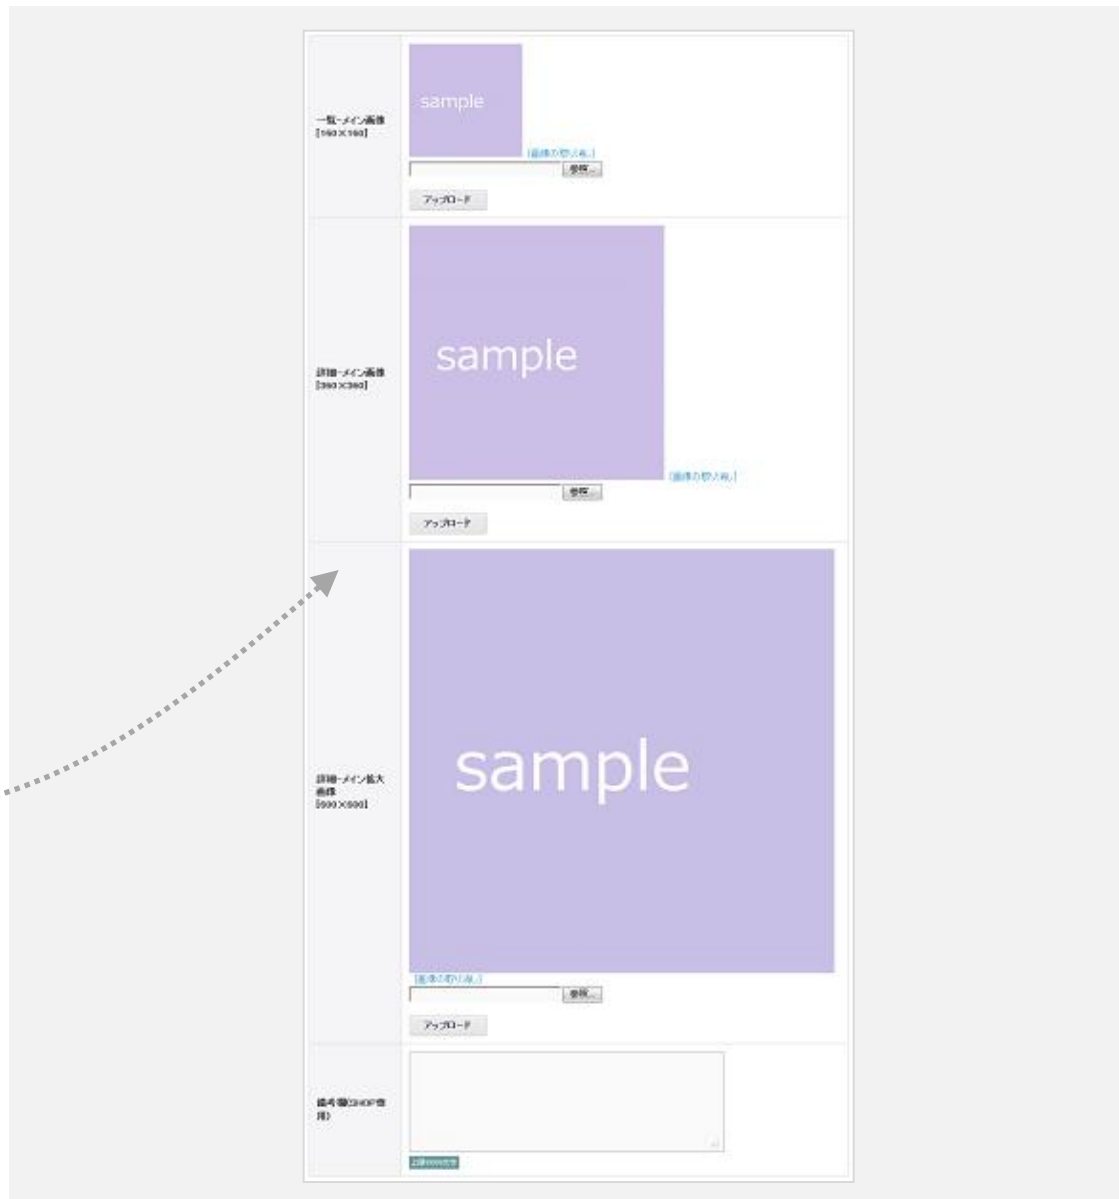 sample
一覧-メイン画像
[160×160]
[画像の取り消し]
参照...
アップロード
sample
詳細-メイン画像
[360×360]
[画像の取り消し]
参照...
アップロード
sample
詳細-メイン拡大
画像
[600×600]
[画像の取り消し]
参照...
アップロード
備考欄(SHOP専
用)